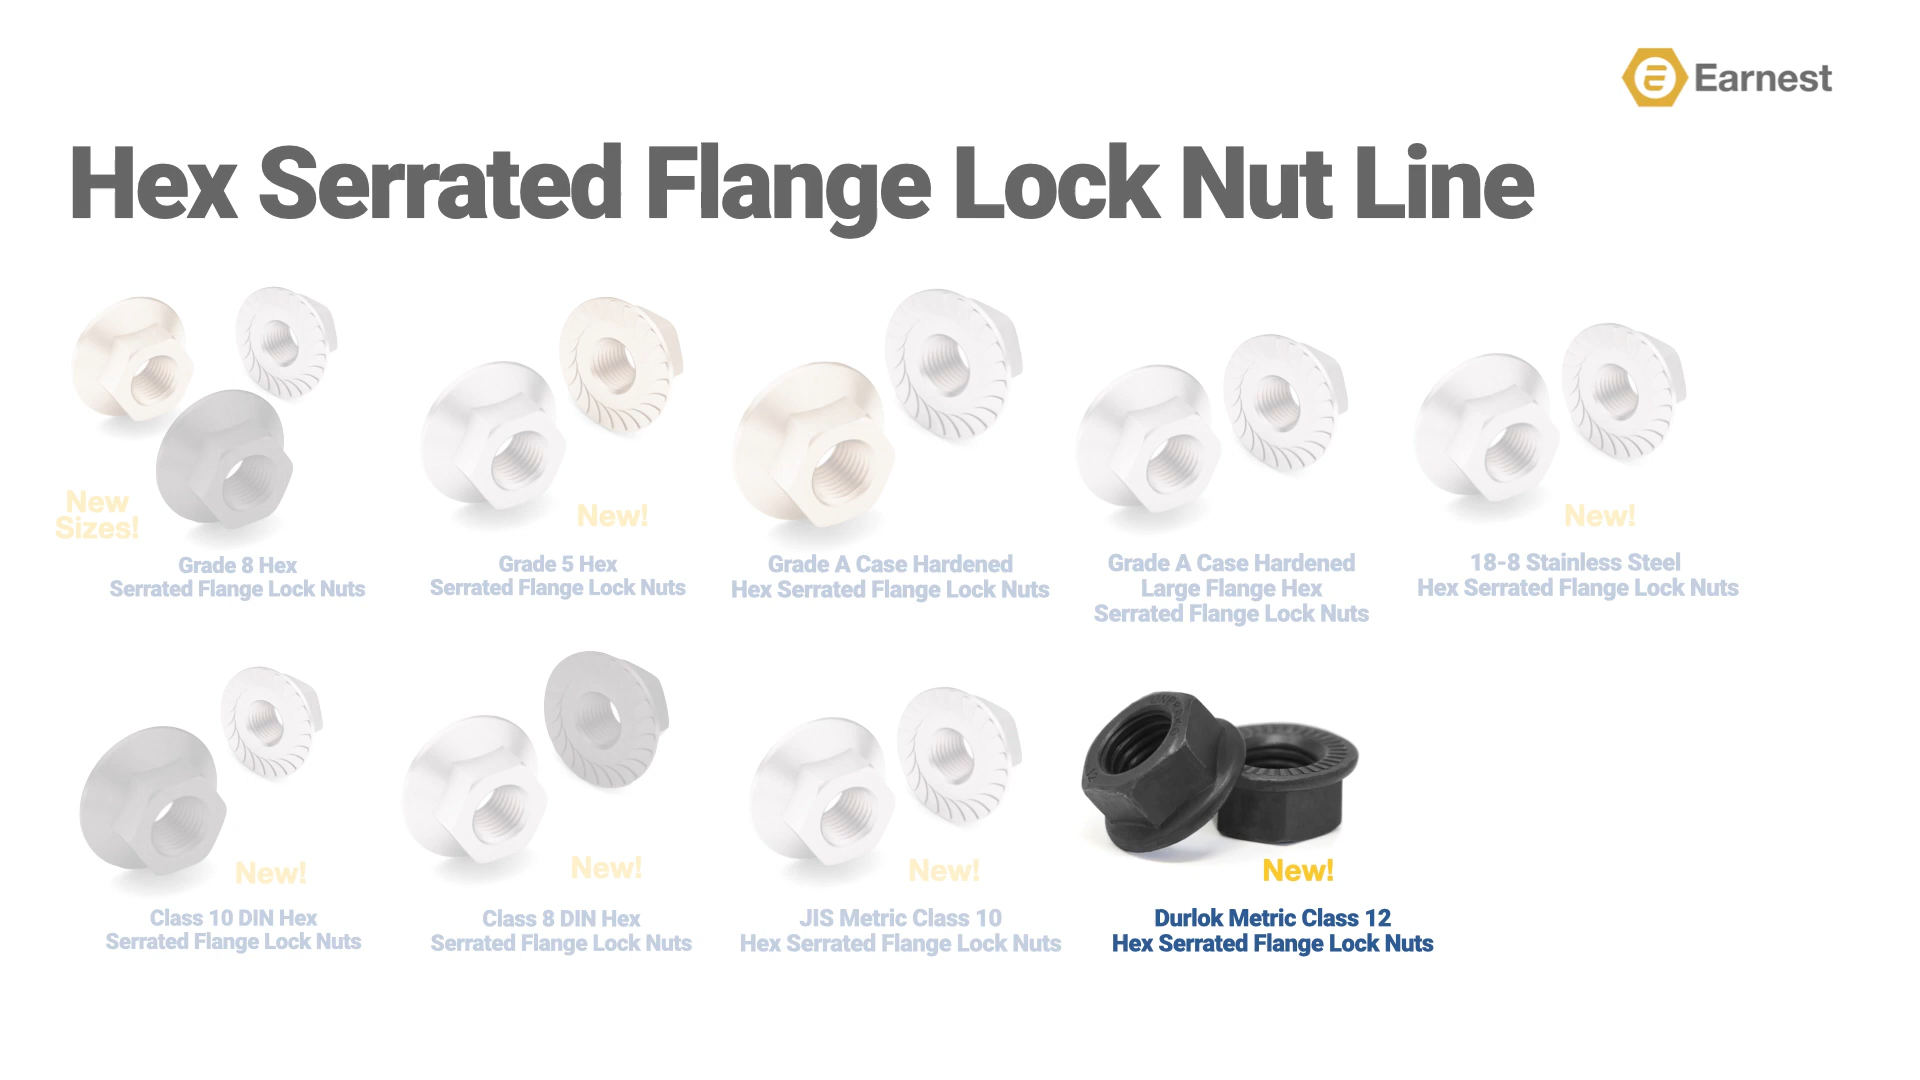 Earnest
Hex Serrated Flange Lock Nut Line
New
Sizes!
Grade 8 Hex
Serrated Flange Lock Nuts
New!
Grade 5 Hex
Serrated Flange Lock Nuts
Grade A Case Hardened
Hex Serrated Flange Lock Nuts
Grade A Case Hardened
Large Flange Hex
Serrated Flange Lock Nuts
New!
18-8 Stainless Steel
Hex Serrated Flange Lock Nuts
New!
Class 10 DIN Hex
Serrated Flange Lock Nuts
New!
Class 8 DIN Hex
Serrated Flange Lock Nuts
New!
JIS Metric Class 10
Hex Serrated Flange Lock Nuts
New!
Durlok Metric Class 12
Hex Serrated Flange Lock Nuts